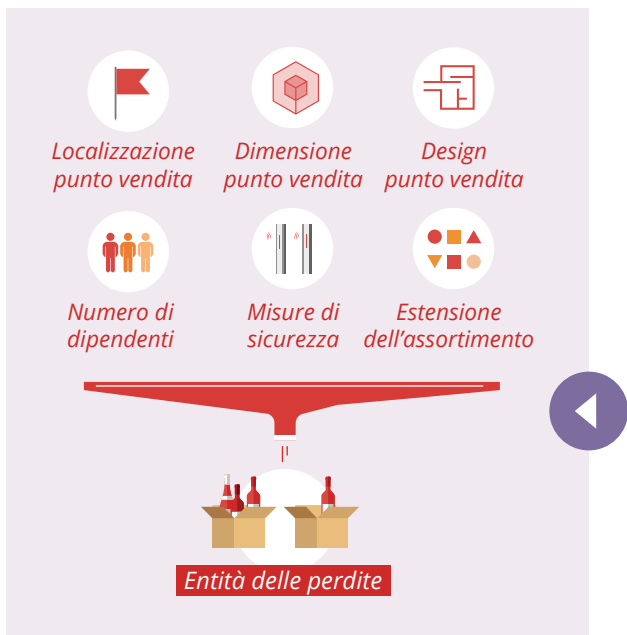 Localizzazione
punto vendita
Dimensione
punto vendita
Design
punto vendita
Numero di
dipendenti
Misure di
sicurezza
Estensione
dell’assortimento
Entità delle perdite